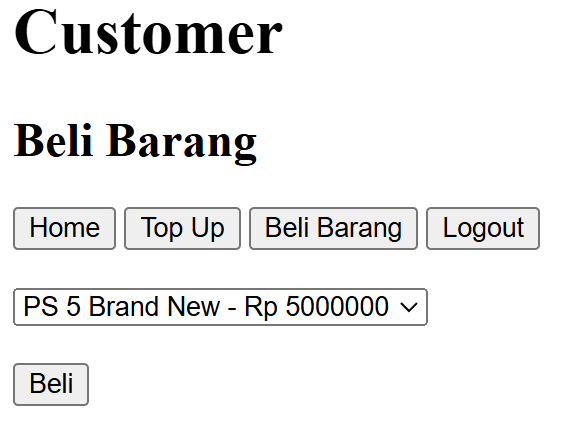 Customer
Beli Barang
Home Top Up Beli Barang Logout
PS 5 Brand New - Rp 5000000
Beli